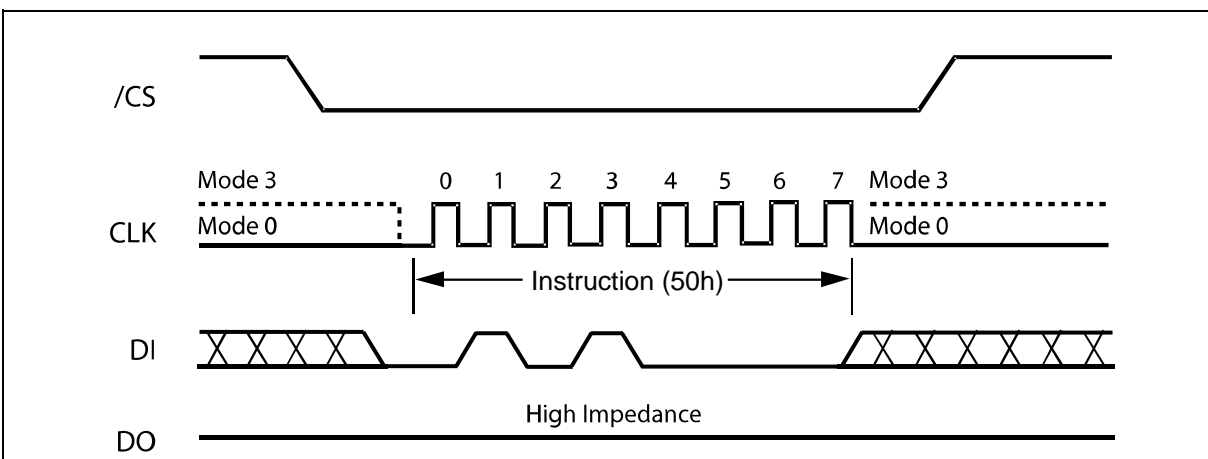 /CS
Mode 3 0 1 2 3 4 5 6 7 Mode 3
CLK Mode 0 Mode 0
Instruction (50h)
DI
High Impedance
DO